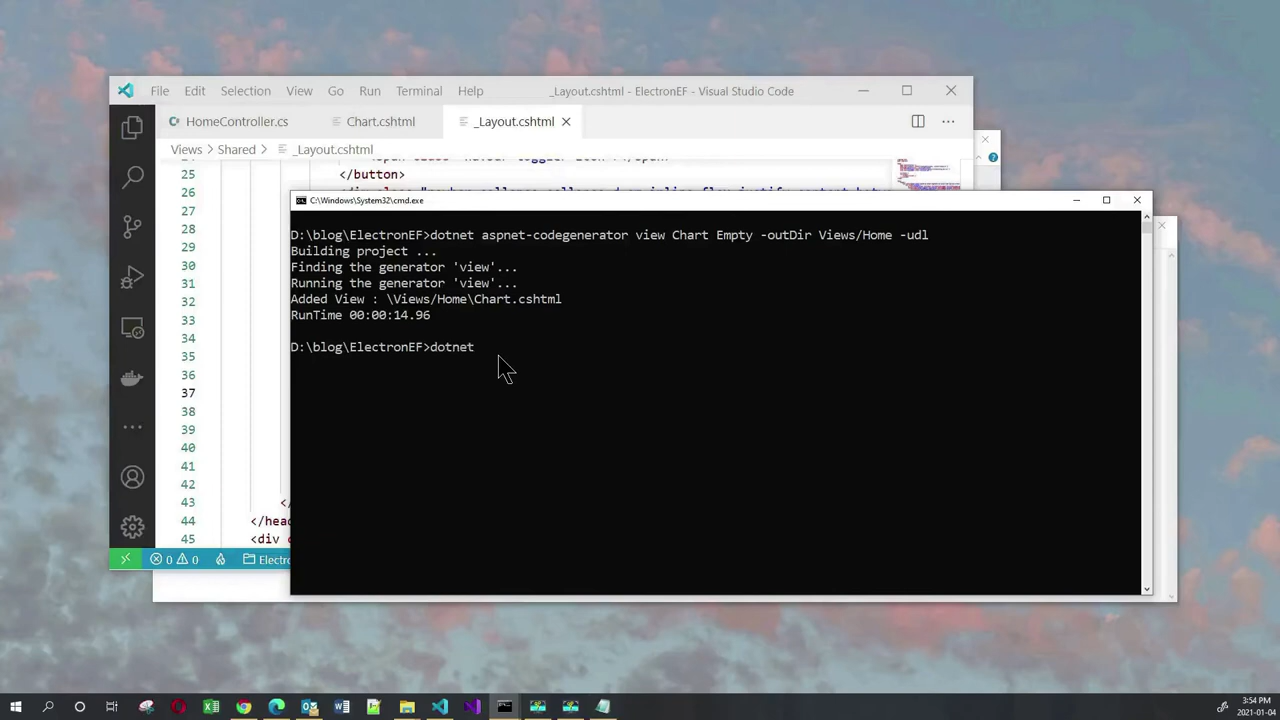 File Edit Selection View Go Run Terminal Help _Layout.cshtml - ElectronEF - Visual Studio Code
HomeController.cs Chart.cshtml _Layout.cshtml
Views > Shared > _Layout.cshtml
25 </button>
26
27
28
29
30
31
32
33
34
35
36
37
38
39
40
41
42
43 </
44 </head
45 <div c
0 0 Electro
C:\Windows\System32\cmd.exe
D:\blog\ElectronEF>dotnet aspnet-codegenerator view Chart Empty -outDir Views/Home -udl
Building project ...
Finding the generator 'view'...
Running the generator 'view'...
Added View : \Views/Home\Chart.cshtml
RunTime 00:00:14.96
D:\blog\ElectronEF>dotnet
3:54 PM
2021-01-04